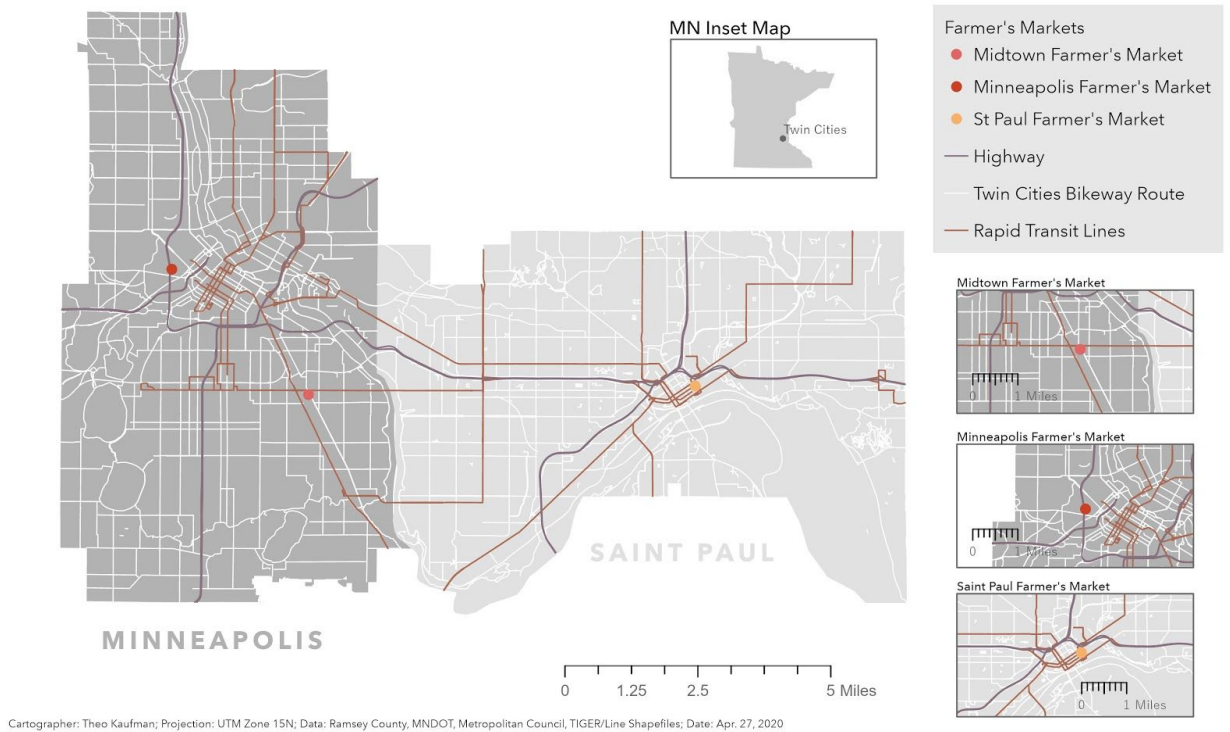 MN Inset Map
Twin Cities
Farmer's Markets
Midtown Farmer's Market
Minneapolis Farmer's Market
St Paul Farmer's Market
Highway
Twin Cities Bikeway Route
Rapid Transit Lines
Midtown Farmer's Market
0 1 Miles
Minneapolis Farmer's Market
0 1 Miles
Saint Paul Farmer's Market
0 1 Miles
SAINT PAUL
MINNEAPOLIS
0 1.25 2.5 5 Miles
Cartographer: Theo Kaufman; Projection: UTM Zone 15N; Data: Ramsey County, MNDOT, Metropolitan Council, TIGER/Line Shapefiles; Date: Apr. 27, 2020